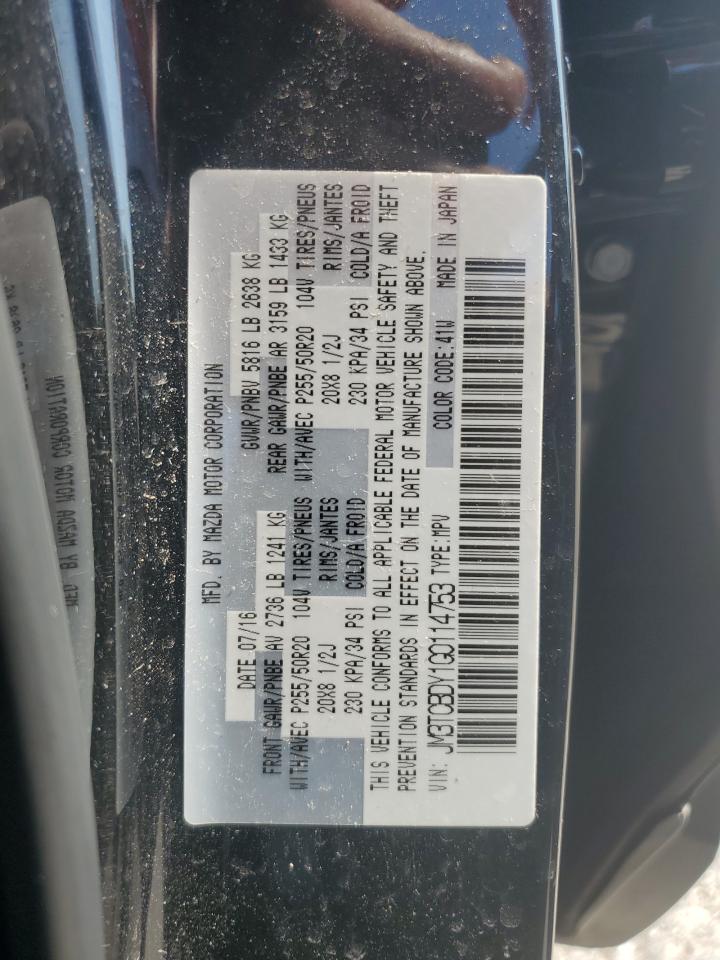 MFD. BY MAZDA MOTOR CORPORATION
DATE 07/16 GVWR/PNBV 5816 LB 2638 KG
FRONT GAWR/PNBE AV 2736 LB 1241 KG REAR GAWR/PNBE AR 3159 LB 1433 KG
WITH/AVEC P255/50R20 104V TIRES/PNEUS WITH/AVEC P255/50R20 104V TIRES/PNEUS
20X8 1/2J RIMS/JANTES 20X8 1/2J RIMS/JANTES
230 KPA/34 PSI COLD/A FROID 230 KPA/34 PSI COLD/A FROID
THIS VEHICLE CONFORMS TO ALL APPLICABLE FEDERAL MOTOR VEHICLE SAFETY AND THEFT
PREVENTION STANDARDS IN EFFECT ON THE DATE OF MANUFACTURE SHOWN ABOVE.
VIN: JM3TCBDY1G0114753 TYPE:MPV COLOR CODE:41W MADE IN JAPAN